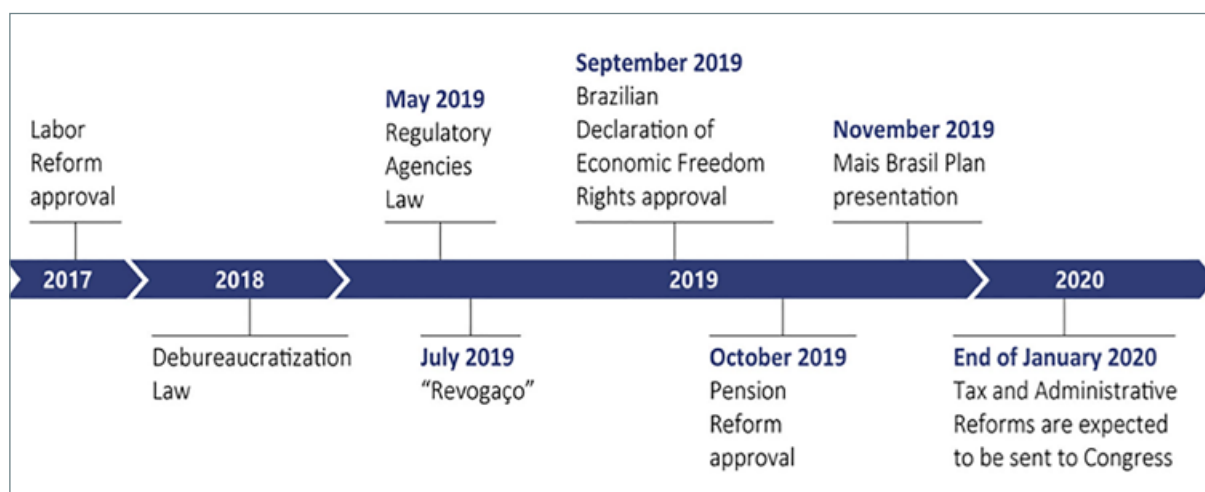 Labor
Reform
approval
May 2019
Regulatory
Agencies
Law
September 2019
Brazilian
Declaration of
Economic Freedom
Rights approval
November 2019
Mais Brasil Plan
presentation
2017
2018
2019
2020
Debureaucratization
Law
July 2019
“Revogaço”
October 2019
Pension
Reform
approval
End of January 2020
Tax and Administrative
Reforms are expected
to be sent to Congress